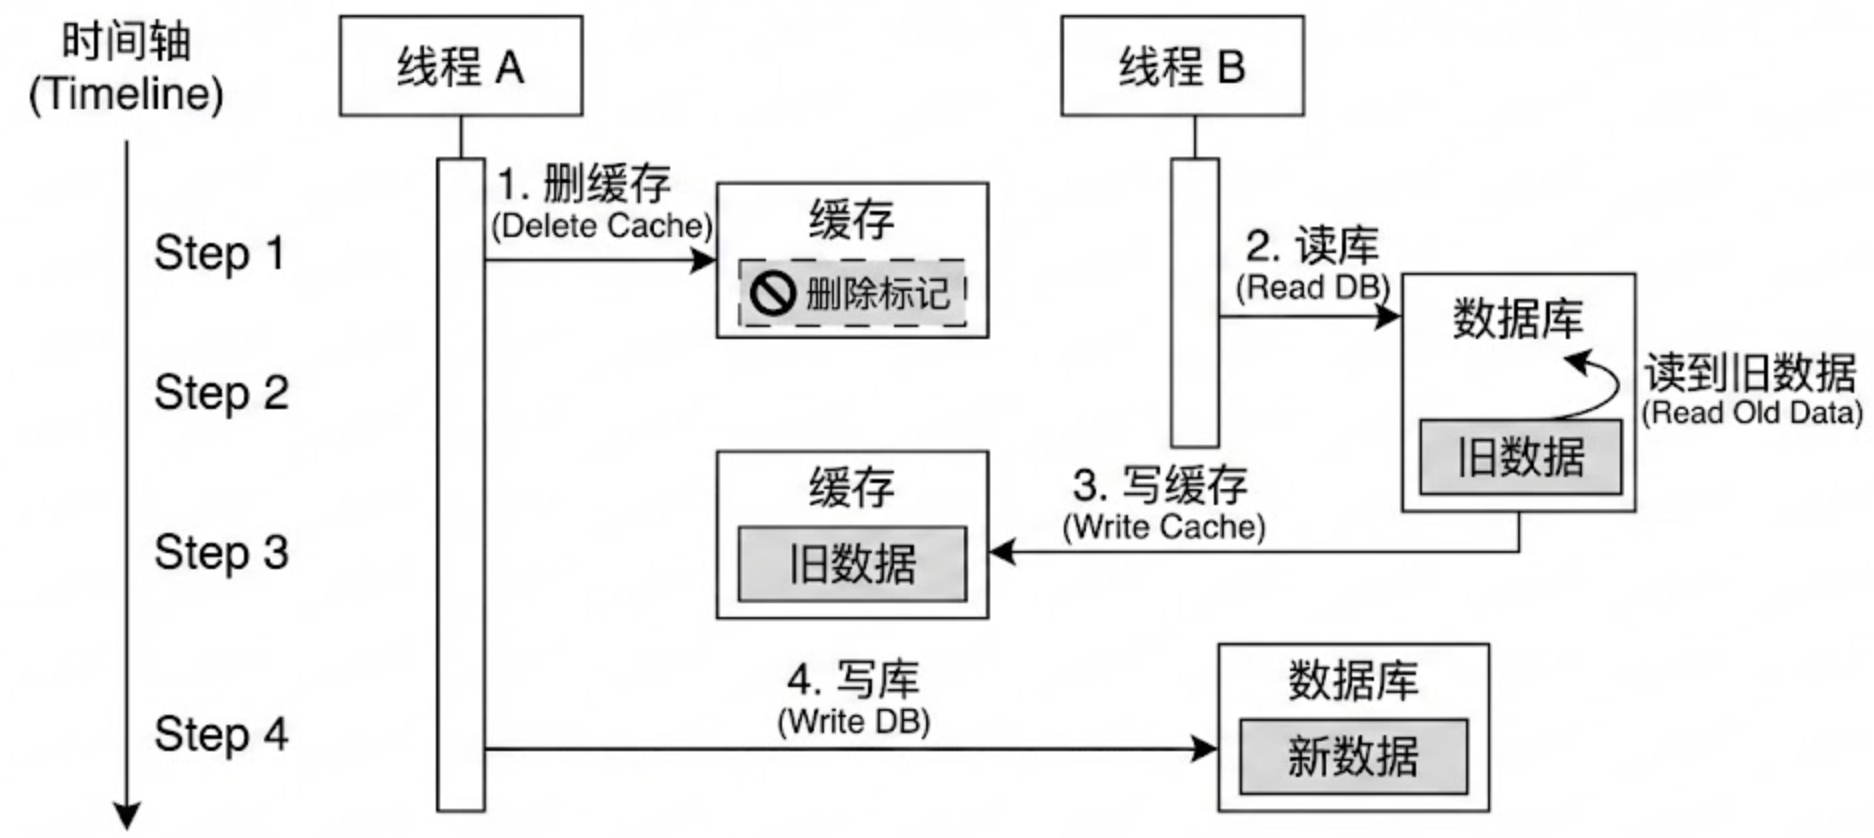 时间轴
(Timeline)
线程 A
线程 B
Step 1
1. 删缓存
(Delete Cache)
缓存
删除标记
2. 读库
(Read DB)
数据库
读到旧数据
(Read Old Data)
旧数据
Step 2
Step 3
3. 写缓存
(Write Cache)
缓存
旧数据
Step 4
4. 写库
(Write DB)
数据库
新数据